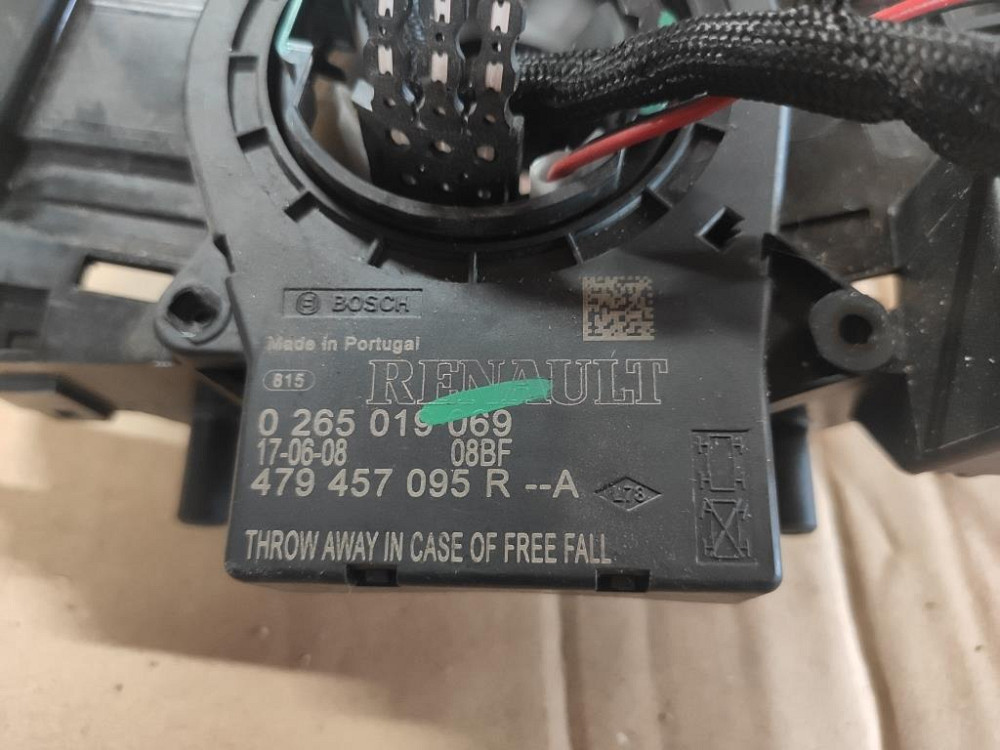 BOSCH
Made in Portugal
815
RENAULT
0 265 019 069
17-06-08 08BF
479 457 095 R --A
THROW AWAY IN CASE OF FREE FALL